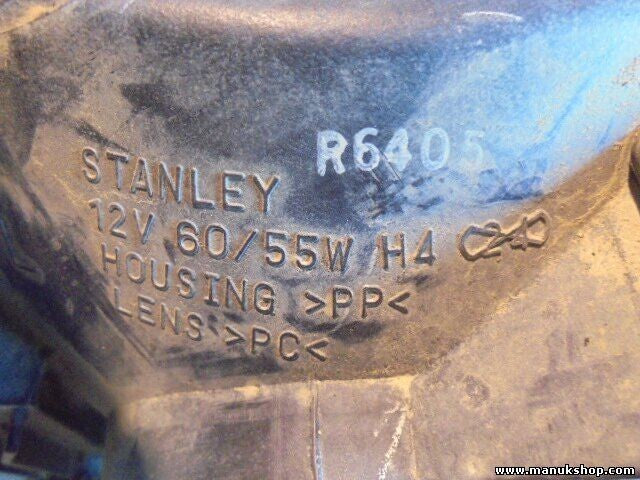 R6405
STANLEY
12V 60/55W H4
HOUSING >PP<
LENS >PC<
www.manukshop.com